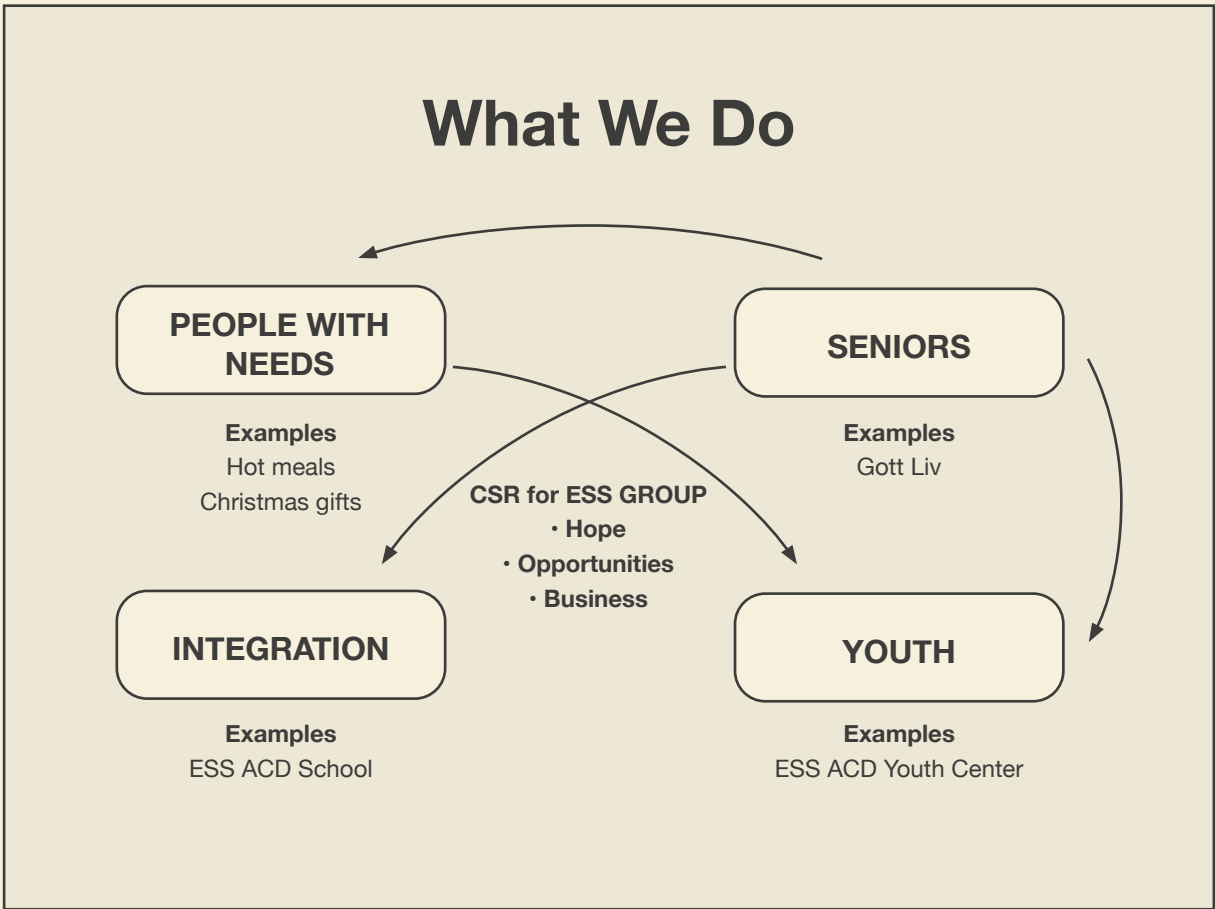 What We Do
PEOPLE WITH
NEEDS
Examples
Hot meals
Christmas gifts
SENIORS
Examples
Gott Liv
CSR for ESS GROUP
• Hope
• Opportunities
• Business
INTEGRATION
Examples
ESS ACD School
YOUTH
Examples
ESS ACD Youth Center